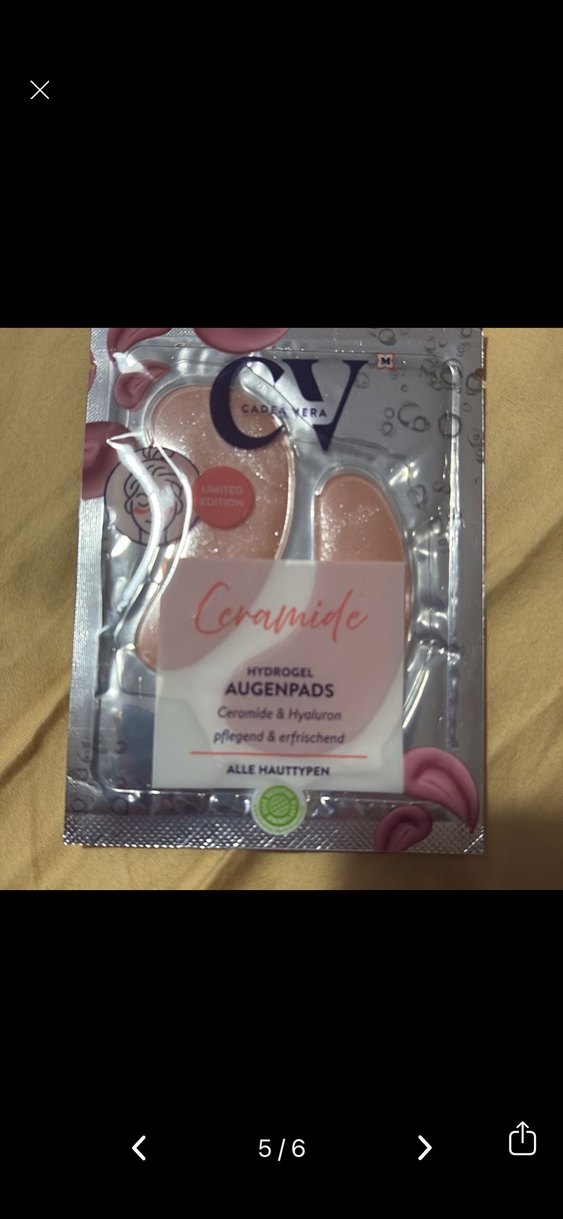 CV
CADEA VERA
M
LIMITED
EDITION
Ceramide
HYDROGEL
AUGENPADS
Ceramide & Hyaluron
pflegend & erfrischend
ALLE HAUTTYPEN
5 / 6